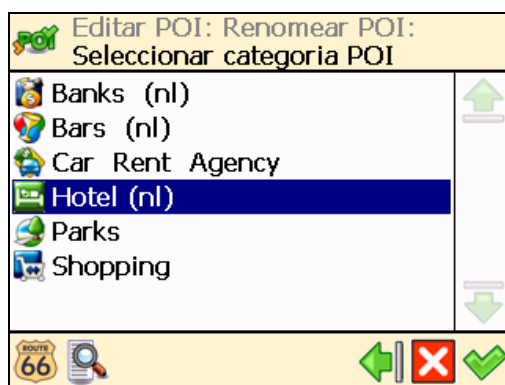 POI
Editar POI: Renomear POI:
Seleccionar categoria POI
Banks (nl)
Bars (nl)
Car Rent Agency
Hotel (nl)
Parks
Shopping
ROUTE
66